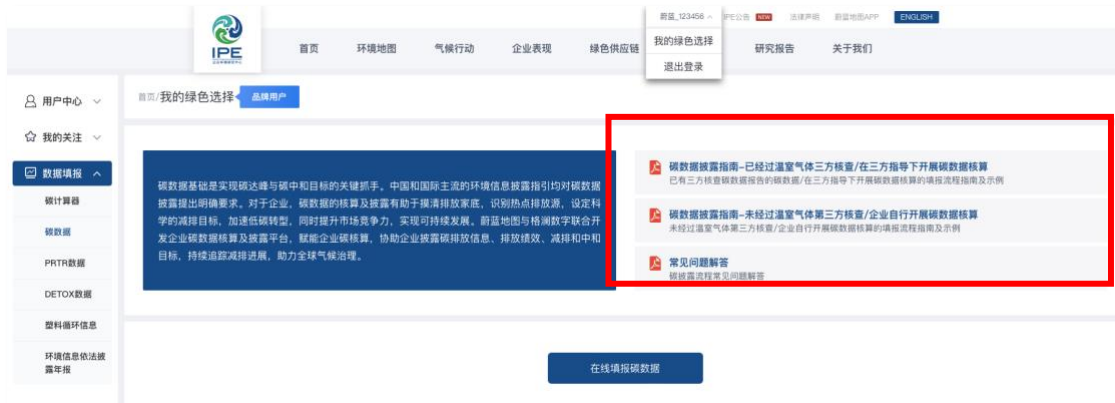 蔚蓝_123456
IPE公告 NEW
法律声明
蔚蓝地图APP
ENGLISH
IPE
首页
环境地图
气候行动
企业表现
绿色供应链
我的绿色选择
退出登录
研究报告
关于我们
用户中心
首页/我的绿色选择
品牌用户
我的关注
数据填报
碳计算器
碳数据
PRTR数据
DETOX数据
塑料循环信息
环境信息依法披
露年报
碳数据基础是实现碳达峰与碳中和目标的关键抓手。中国和国际主流的环境信息披露指引均对碳数据
披露提出明确要求。对于企业，碳数据的核算及披露有助于摸清排放家底，识别热点排放源，设定科
学的减排目标，加速低碳转型，同时提升市场竞争力，实现可持续发展。蔚蓝地图与格澜数字联合开
发企业碳数据核算及披露平台，赋能企业碳核算，协助企业披露碳排放信息、排放绩效、减排和中和
目标，持续追踪减排进展，助力全球气候治理。
碳数据披露指南-已经过温室气体三方核查/在三方指导下开展碳数据核算
已有三方核查碳数据报告的碳数据/在三方指导下开展碳数据核算的填报流程指南及示例
碳数据披露指南-未经过温室气体第三方核查/企业自行开展碳数据核算
未经过温室气体第三方核查/企业自行开展碳数据核算的填报流程指南及示例
常见问题解答
碳披露流程常见问题解答
在线填报碳数据